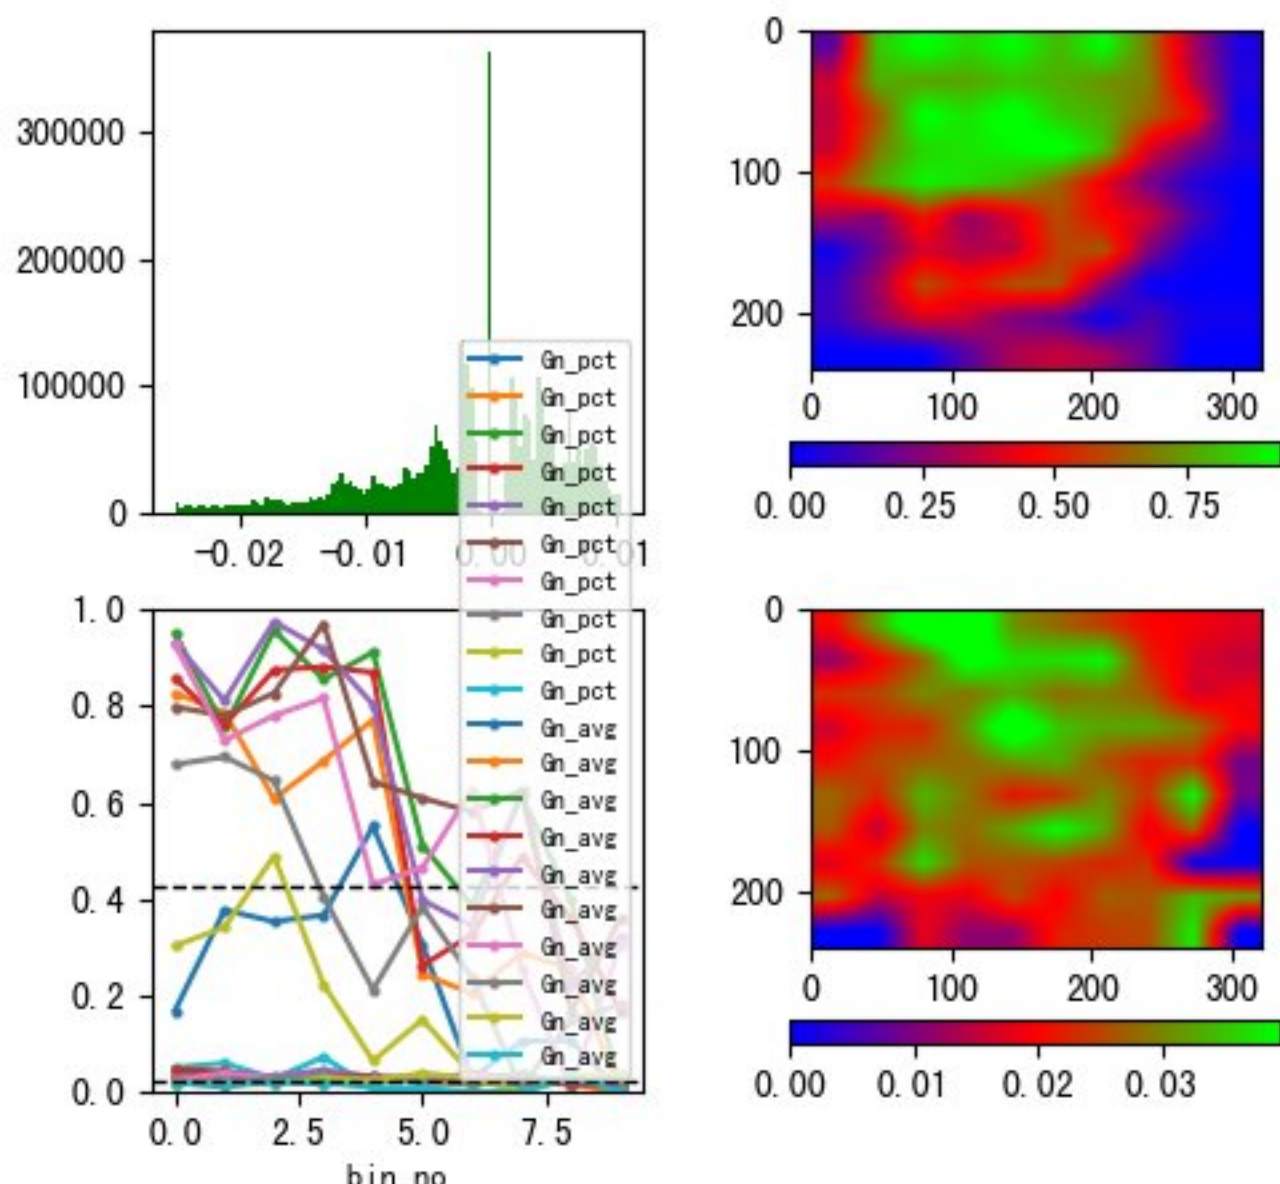 300000
200000
100000
0
-0.02 -0.01 0.00 0.01
0
100
200
0 100 200 300
0.00 0.25 0.50 0.75
Gn_pct
Gn_pct
Gn_pct
Gn_pct
Gn_pct
Gn_pct
Gn_pct
Gn_pct
Gn_pct
Gn_pct
Gn_avg
Gn_avg
Gn_avg
Gn_avg
Gn_avg
Gn_avg
Gn_avg
Gn_avg
Gn_avg
Gn_avg
1.0
0.8
0.6
0.4
0.2
0.0
0.0 2.5 5.0 7.5
bin_no
0
100
200
0 100 200 300
0.00 0.01 0.02 0.03